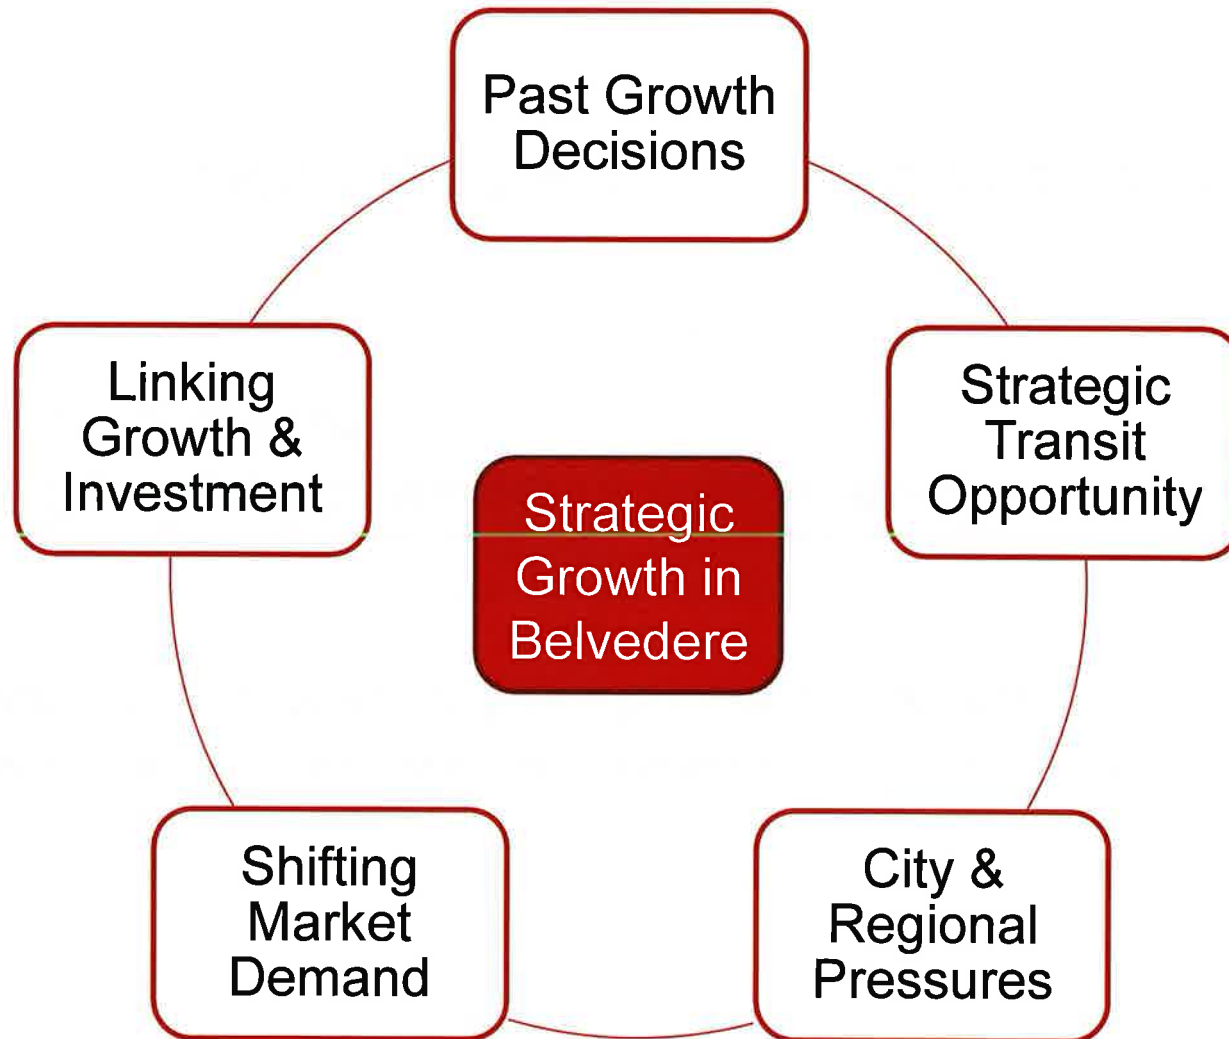 Past Growth
Decisions
Linking
Growth &
Investment
Strategic
Transit
Opportunity
Strategic
Growth in
Belvedere
Shifting
Market
Demand
City &
Regional
Pressures